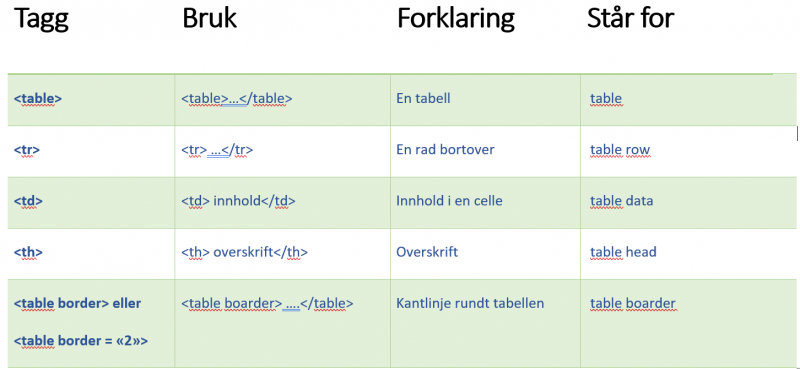 Tagg Bruk Forklaring Står for
<table> <table>...</table> En tabell table
<tr> <tr> ...</tr> En rad bortover table row
<td> <td> innhold</td> Innhold i en celle table data
<th> <th> overskrift</th> Overskrift table head
<table border> eller <table boarder> ....</table> Kantlinje rundt tabellen table boarder
<table border = «2»>